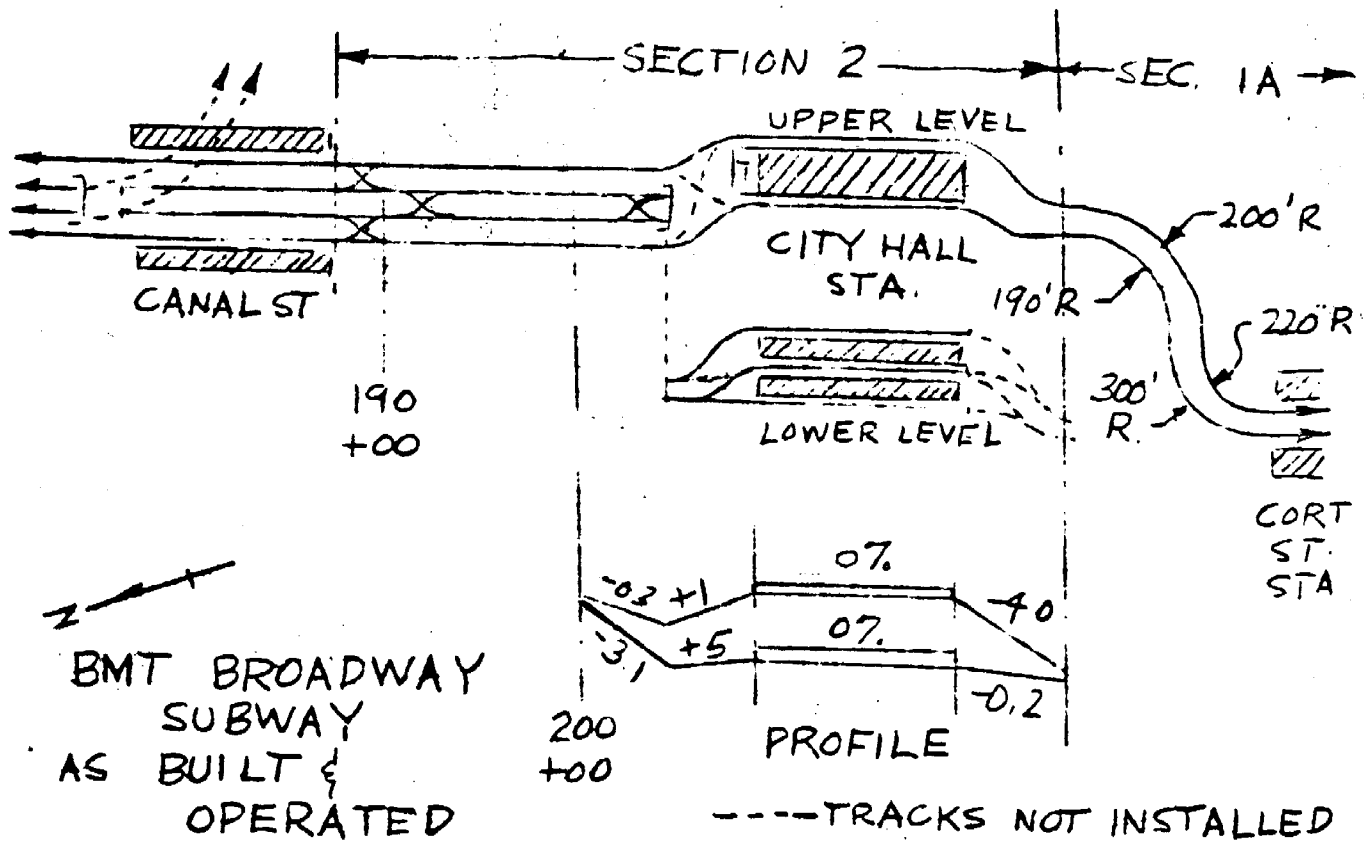 SECTION 2
SEC. 1A
UPPER LEVEL
CANAL ST
CITY HALL
STA.
200'R
190'R
220'R
300'
R.
190
+00
LOWER LEVEL
CORT
ST.
STA
-03 +1
0%
-40
-3.1
+5
0%
-0.2
N
200
+00
PROFILE
BMT BROADWAY
SUBWAY
AS BUILT &
OPERATED
----TRACKS NOT INSTALLED